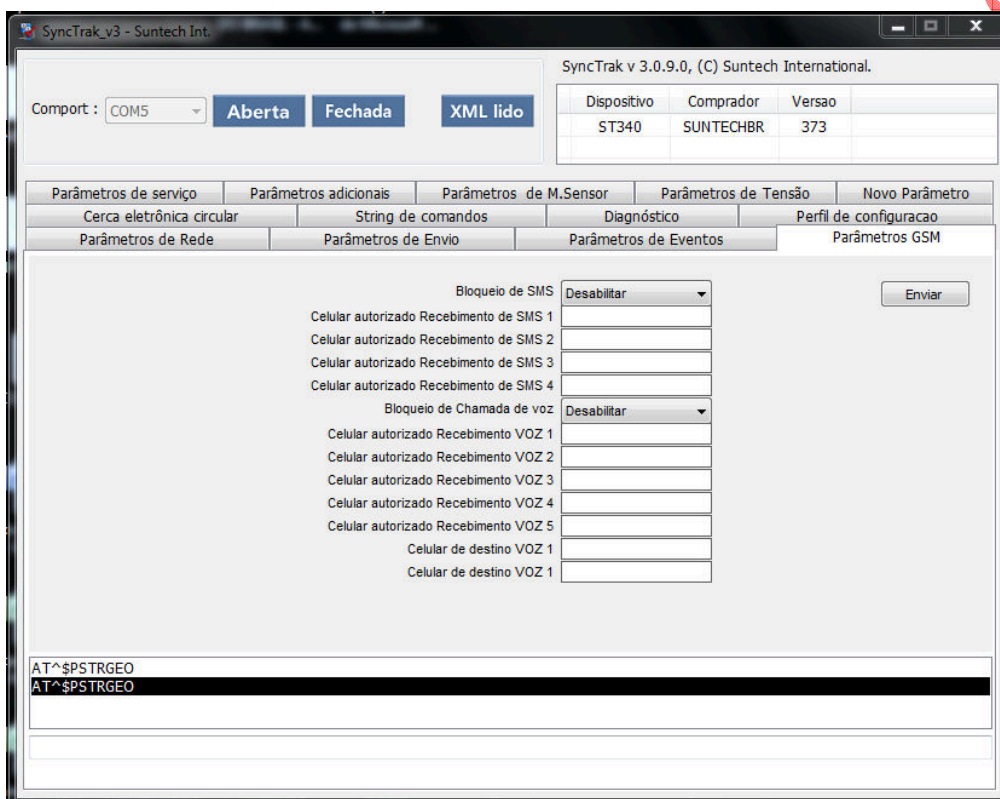 SyncTrak_v3 - Suntech Int.
SyncTrak v 3.0.9.0, (C) Suntech International.
Comport : COM5 Aberta Fechada XML lido
Dispositivo Comprador Versao
ST340 SUNTECHBR 373
Parâmetros de serviço Parâmetros adicionais Parâmetros de M.Sensor Parâmetros de Tensão Novo Parâmetro
Cerca eletrônica circular String de comandos Diagnóstico Perfil de configuracao
Parâmetros de Rede Parâmetros de Envio Parâmetros de Eventos Parâmetros GSM
Bloqueio de SMS Desabilitar Enviar
Celular autorizado Recebimento de SMS 1
Celular autorizado Recebimento de SMS 2
Celular autorizado Recebimento de SMS 3
Celular autorizado Recebimento de SMS 4
Bloqueio de Chamada de voz Desabilitar
Celular autorizado Recebimento VOZ 1
Celular autorizado Recebimento VOZ 2
Celular autorizado Recebimento VOZ 3
Celular autorizado Recebimento VOZ 4
Celular autorizado Recebimento VOZ 5
Celular de destino VOZ 1
Celular de destino VOZ 1
AT^$PSTRGEO
AT^$PSTRGEO